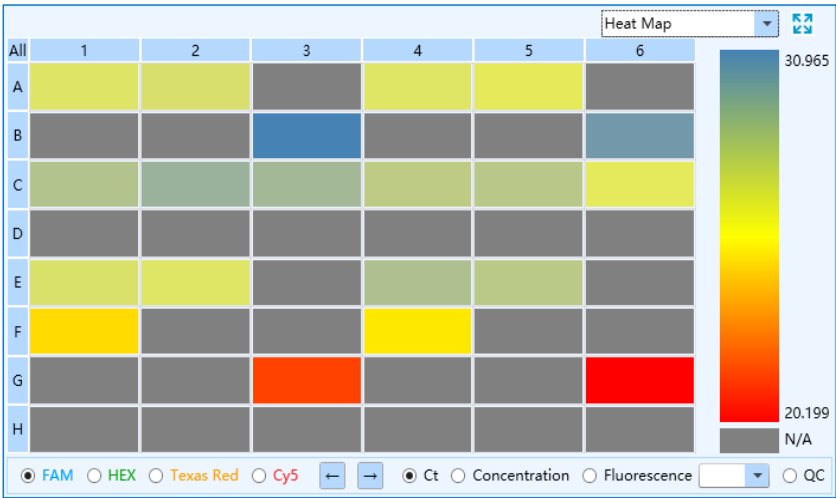 Heat Map
All 1 2 3 4 5 6
30.965
A
B
C
D
E
F
G
20.199
H
N/A
FAM HEX Texas Red Cy5 ← → Ct Concentration Fluorescence QC